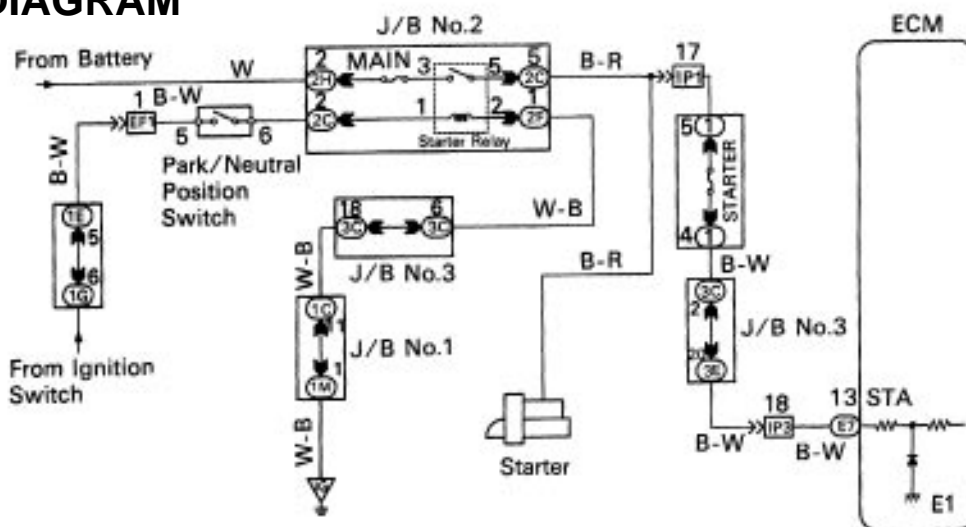 DIAGRAM
J/B No.2
ECM
From Battery
W
2
2H
MAIN
3
5
5
2C
B-R
17
IP1
1
EF1
B-W
5
6
2
2C
1
2
1
2F
Starter Relay
Park/Neutral
Position
Switch
B-W
5
1
STARTER
4
1
1E
5
6
1G
18
3C
6
3C
W-B
J/B No.3
B-R
B-W
W-B
3C
2
20
3E
J/B No.3
1C
1
1
1M
J/B No.1
From Ignition
Switch
W-B
Starter
B-W
18
IP3
B-W
13
E7
STA
E1